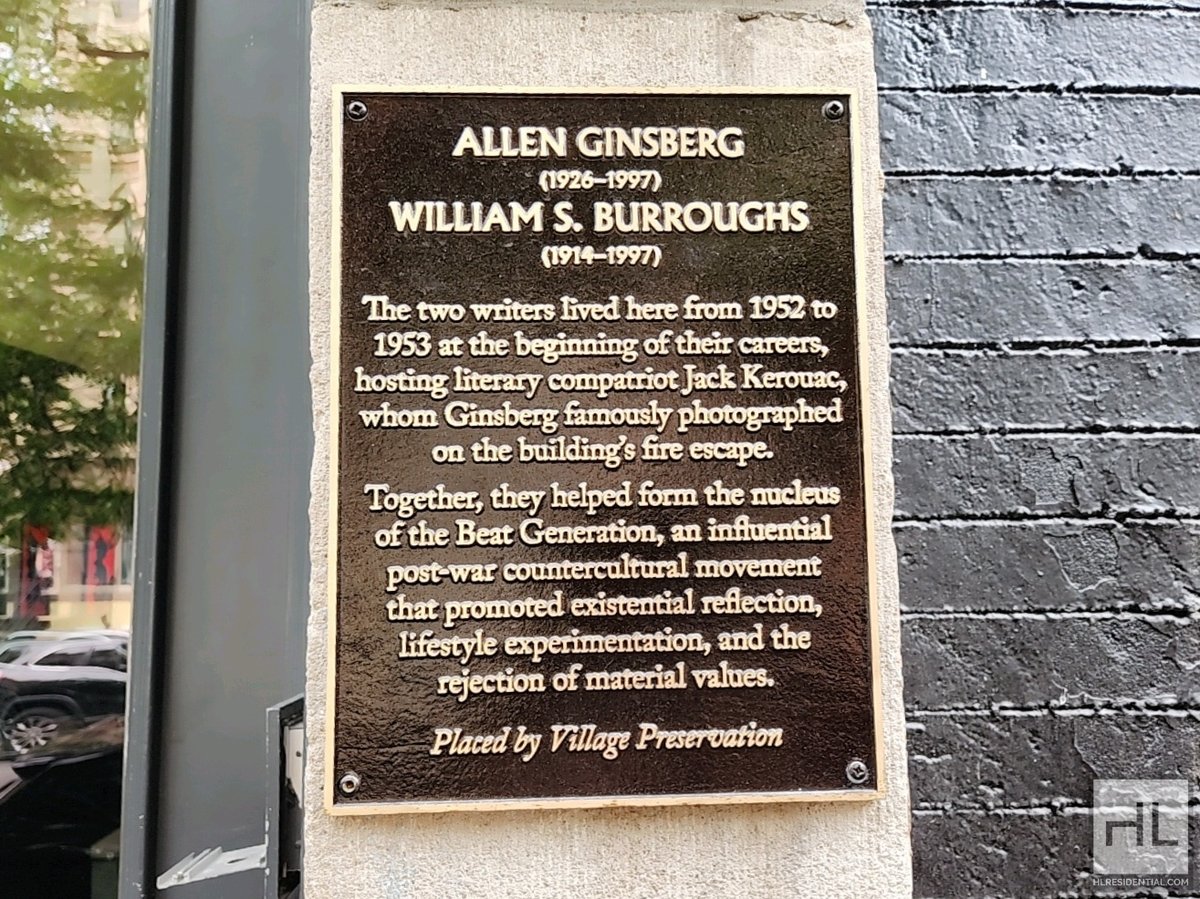 ALLEN GINSBERG
(1926–1997)
WILLIAM S. BURROUGHS
(1914–1997)
The two writers lived here from 1952 to
1953 at the beginning of their careers,
hosting literary compatriot Jack Kerouac,
whom Ginsberg famously photographed
on the building's fire escape.
Together, they helped form the nucleus
of the Beat Generation, an influential
post-war countercultural movement
that promoted existential reflection,
lifestyle experimentation, and the
rejection of material values.
Placed by Village Preservation
HL
HLRESIDENTIAL.COM